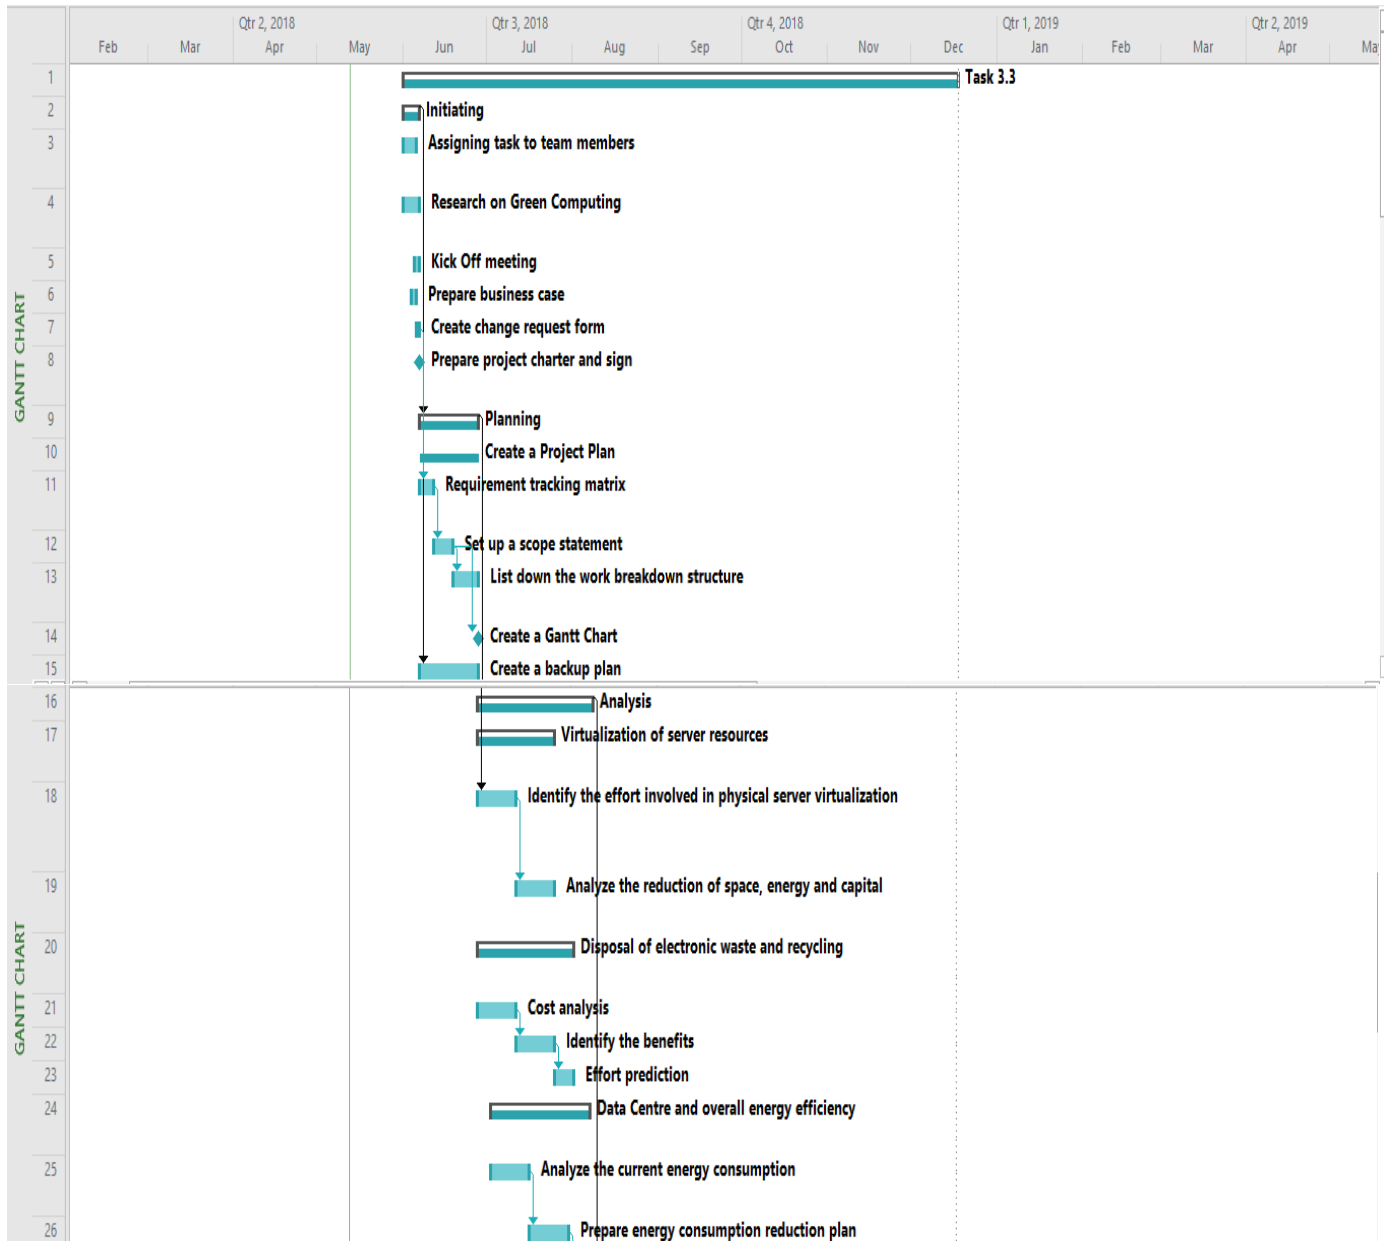 Qtr 2, 2018 Qtr 3, 2018 Qtr 4, 2018 Qtr 1, 2019 Qtr 2, 2019
Feb Mar Apr May Jun Jul Aug Sep Oct Nov Dec Jan Feb Mar Apr May
1 Task 3.3
2 Initiating
3 Assigning task to team members
4 Research on Green Computing
5 Kick Off meeting
6 Prepare business case
7 Create change request form
8 Prepare project charter and sign
GANTT CHART
9 Planning
10 Create a Project Plan
11 Requirement tracking matrix
12 Set up a scope statement
13 List down the work breakdown structure
14 Create a Gantt Chart
15 Create a backup plan
16 Analysis
17 Virtualization of server resources
18 Identify the effort involved in physical server virtualization
19 Analyze the reduction of space, energy and capital
20 Disposal of electronic waste and recycling
GANTT CHART
21 Cost analysis
22 Identify the benefits
23 Effort prediction
24 Data Centre and overall energy efficiency
25 Analyze the current energy consumption
26 Prepare energy consumption reduction plan